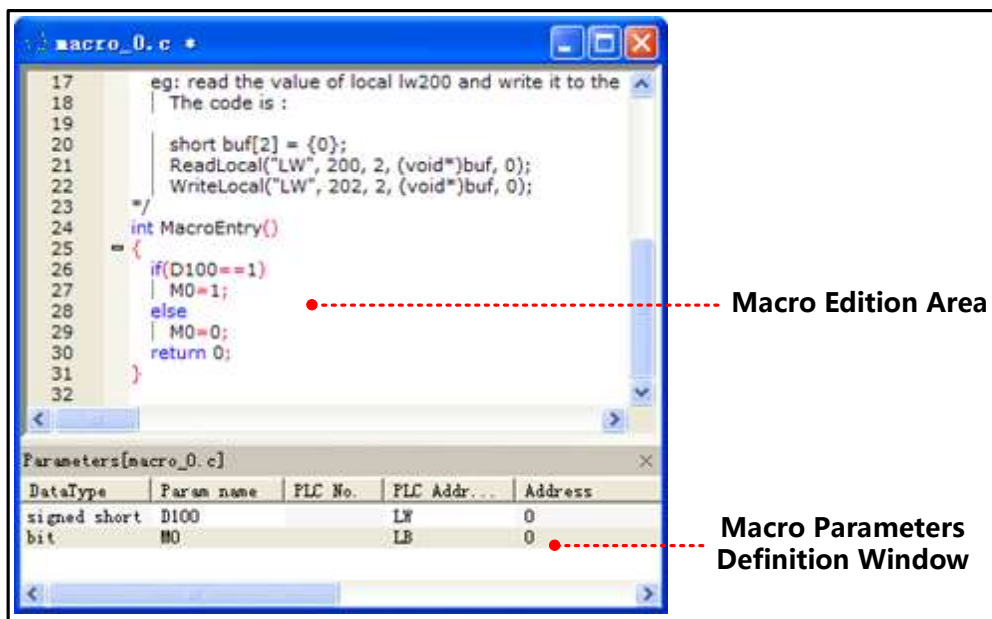 macro_0.c *
17 eg: read the value of local lw200 and write it to the
18 The code is :
19
20 short buf[2] = {0};
21 ReadLocal("LW", 200, 2, (void*)buf, 0);
22 WriteLocal("LW", 202, 2, (void*)buf, 0);
23 */
24 int MacroEntry()
25 {
26 if(D100==1)
27 M0=1;
28 else
29 M0=0;
30 return 0;
31 }
32
Macro Edition Area
Parameters[macro_0.c]
DataType Param name PLC No. PLC Addr... Address
signed short D100 LW 0
bit M0 LB 0
Macro Parameters
Definition Window